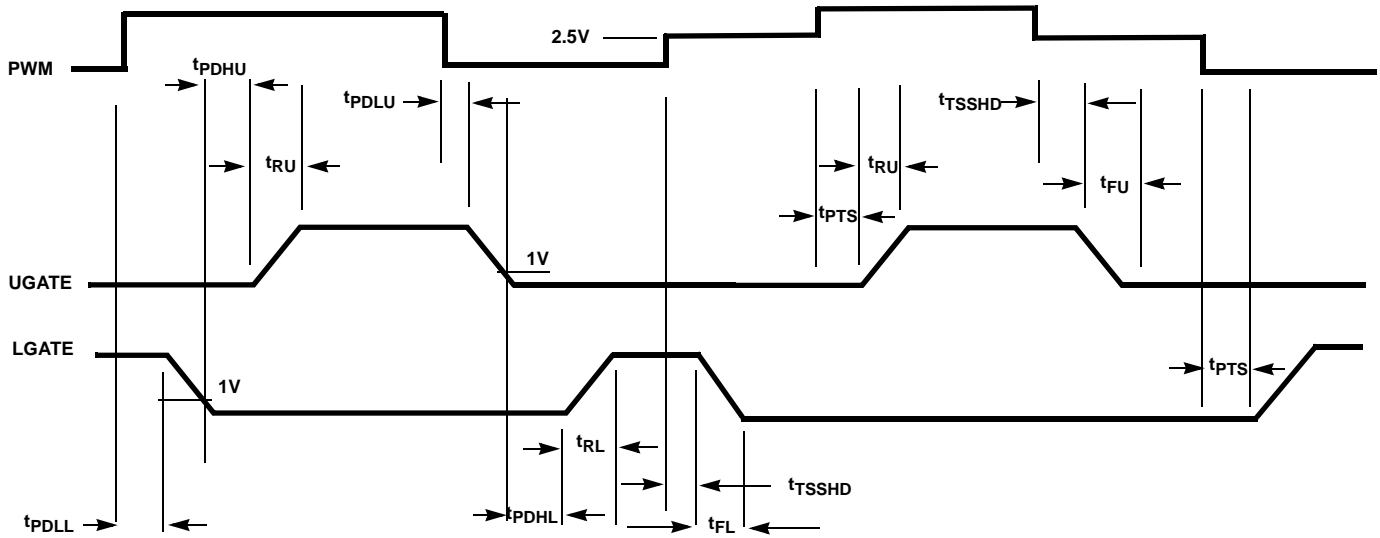 2.5V
PWM
tPDHU
tPDLU
tTSSHD
tRU
tRU
tFU
tPTS
1V
UGATE
LGATE
1V
tPTS
tRL
tTSSHD
tPDLL
tPDHL
tFL